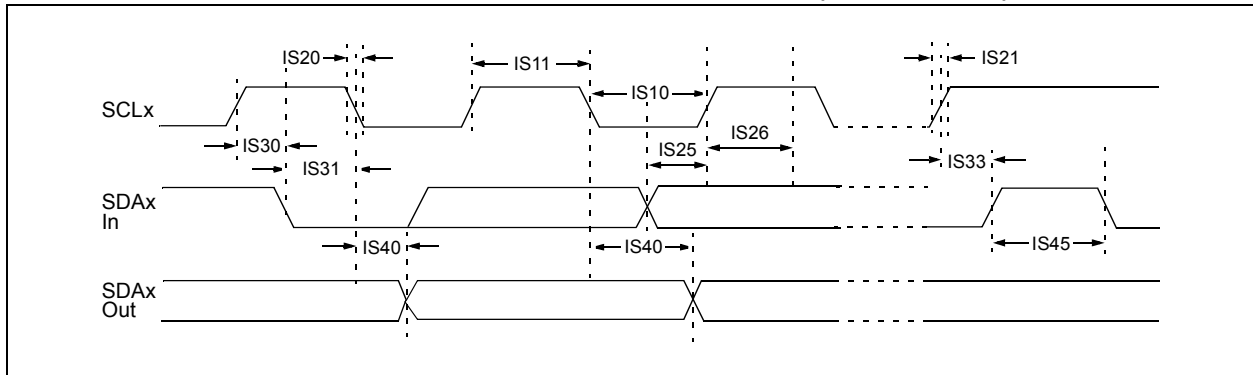 IS20
IS11
IS21
IS10
SCLx
IS26
IS30
IS25
IS31
IS33
SDAx
In
IS40
IS40
IS45
SDAx
Out